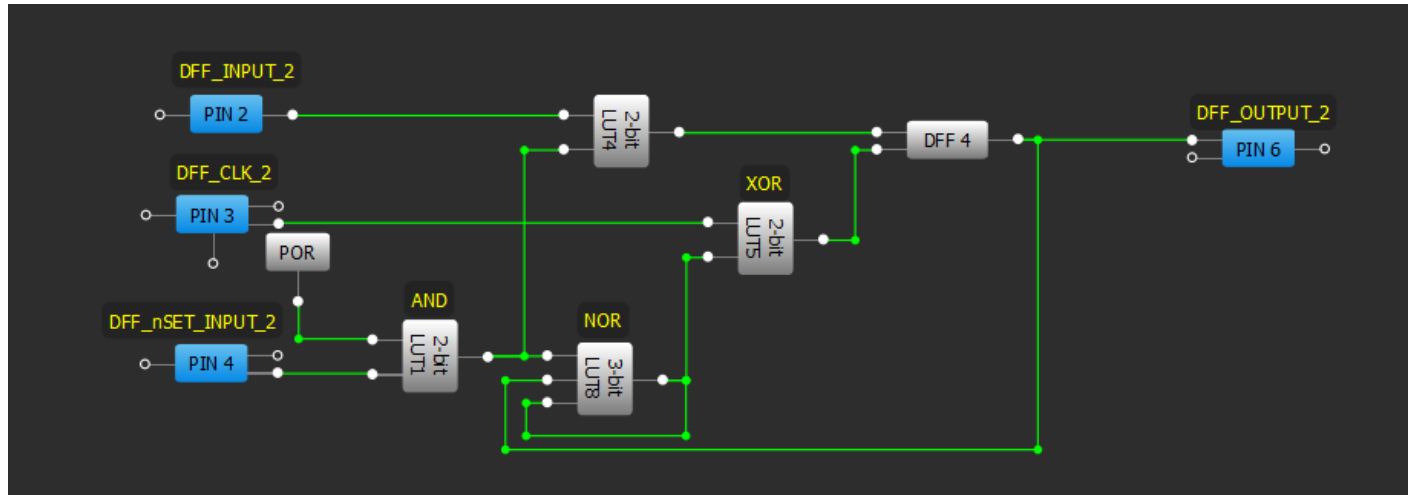 DFF_INPUT_2
PIN 2
2-bit
LUT4
DFF_OUTPUT_2
PIN 6
DFF 4
DFF_CLK_2
PIN 3
XOR
2-bit
LUT5
POR
AND
2-bit
LUT1
DFF_nSET_INPUT_2
PIN 4
NOR
3-bit
LUT8